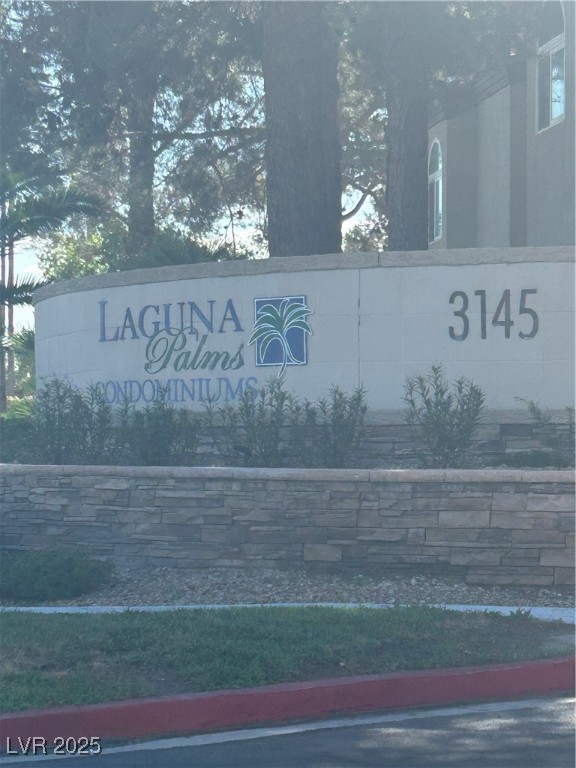 LAGUNA
Palms
CONDOMINIUMS
3145
LVR 2025